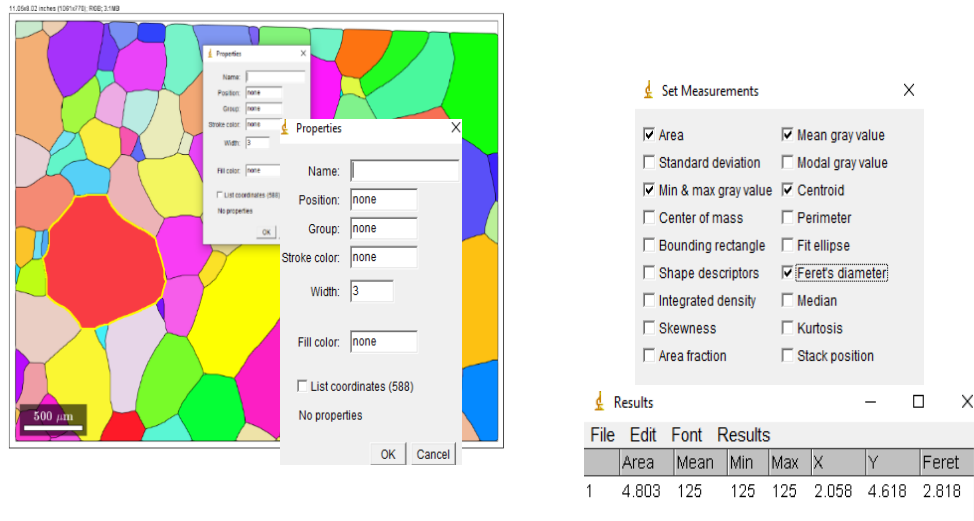 11.06x8.02 inches (1061x770); RGB; 3.1MB
Properties
Name:
Position: none
Group: none
Stroke color: none
Width: 3
Fill color: none
List coordinates (588)
No properties
OK
Properties
Name:
Position: none
Group: none
Stroke color: none
Width: 3
Fill color: none
List coordinates (588)
No properties
OK Cancel
500 μm
Set Measurements
Area Mean gray value
Standard deviation Modal gray value
Min & max gray value Centroid
Center of mass Perimeter
Bounding rectangle Fit ellipse
Shape descriptors Feret's diameter
Integrated density Median
Skewness Kurtosis
Area fraction Stack position
Results
File Edit Font Results
Area Mean Min Max X Y Feret
1 4.803 125 125 125 2.058 4.618 2.818